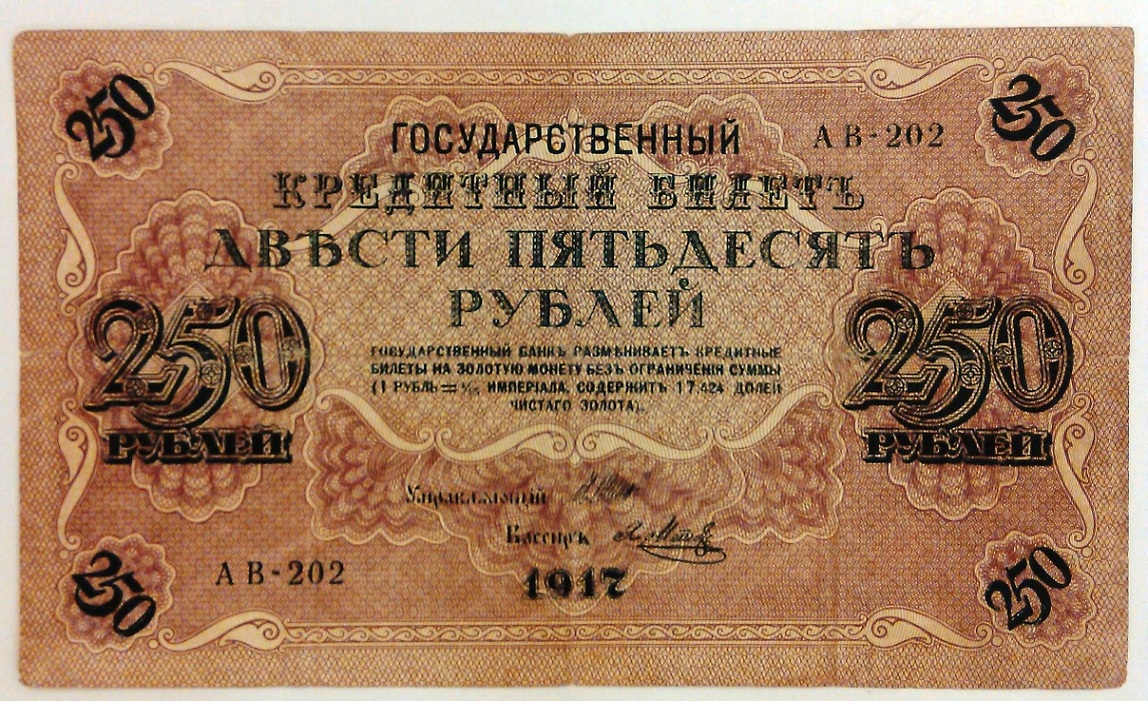 250
250
ГОСУДАРСТВЕННЫЙ
АВ-202
КРЕДИТНЫЙ БИЛЕТЪ
ДВѢСТИ ПЯТЬДЕСЯТЪ
РУБЛЕЙ
250
РУБЛЕЙ
ГОСУДАРСТВЕННЫЙ БАНКЪ РАЗМѢНИВАЕТЪ КРЕДИТНЫЕ
БИЛЕТЫ НА ЗОЛОТУЮ МОНЕТУ БЕЗЪ ОГРАНИЧЕНІЯ СУММЫ
(1 РУБЛЬ = 1/15 ИМПЕРІАЛА, СОДЕРЖИТЪ 17,424 ДОЛЕЙ
ЧИСТАГО ЗОЛОТА).
250
РУБЛЕЙ
Управляющій
Кассиръ
1917
АВ-202
250
250